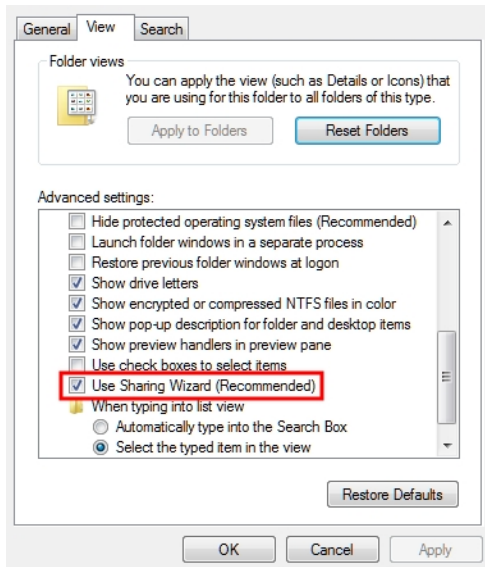 General View Search
Folder views
You can apply the view (such as Details or Icons) that
you are using for this folder to all folders of this type.
Apply to Folders Reset Folders
Advanced settings:
Hide protected operating system files (Recommended)
Launch folder windows in a separate process
Restore previous folder windows at logon
Show drive letters
Show encrypted or compressed NTFS files in color
Show pop-up description for folder and desktop items
Show preview handlers in preview pane
Use check boxes to select items
Use Sharing Wizard (Recommended)
When typing into list view
Automatically type into the Search Box
Select the typed item in the view
Restore Defaults
OK Cancel Apply